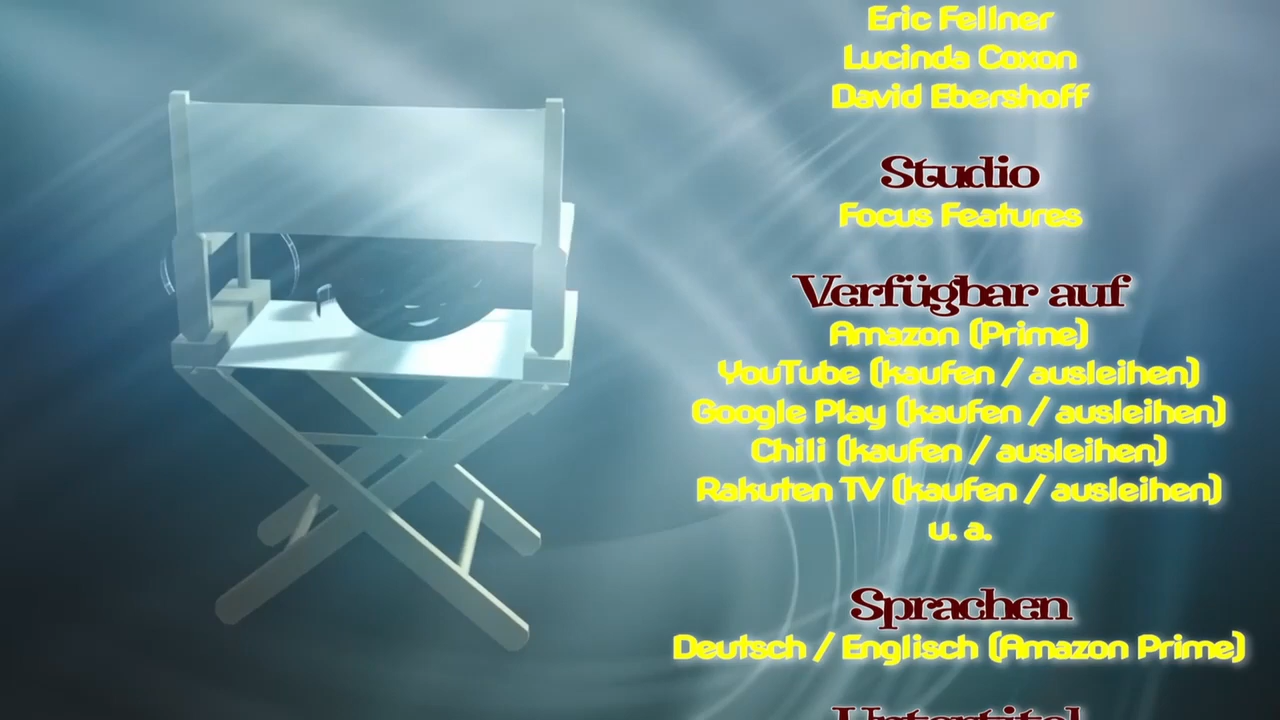 Eric Fellner
Lucinda Coxon
David Ebershoff
Studio
Focus Features
Verfügbar auf
Amazon (Prime)
YouTube (kaufen / ausleihen)
Google Play (kaufen / ausleihen)
Chili (kaufen / ausleihen)
Rakuten TV (kaufen / ausleihen)
u. a.
Sprachen
Deutsch / Englisch (Amazon Prime)
Untertitel